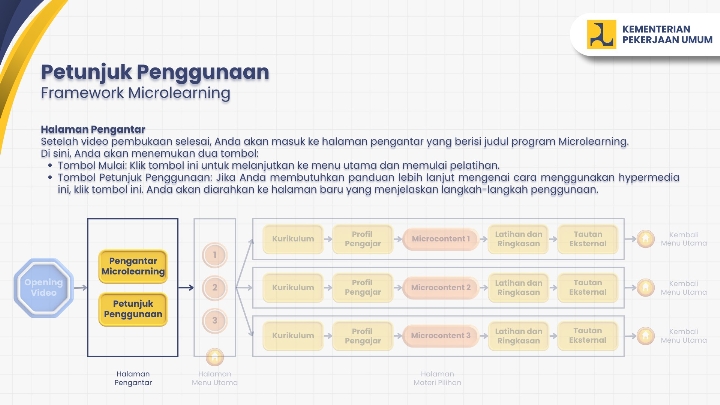 KEMENTERIAN
PEKERJAAN UMUM
Petunjuk Penggunaan
Framework Microlearning
Halaman Pengantar
Setelah video pembukaan selesai, Anda akan masuk ke halaman pengantar yang berisi judul program Microlearning.
Di sini, Anda akan menemukan dua tombol:
• Tombol Mulai: Klik tombol ini untuk melanjutkan ke menu utama dan memulai pelatihan.
• Tombol Petunjuk Penggunaan: Jika Anda membutuhkan panduan lebih lanjut mengenai cara menggunakan hypermedia
ini, klik tombol ini. Anda akan diarahkan ke halaman baru yang menjelaskan langkah-langkah penggunaan.
Opening
Video
Pengantar
Microlearning
Petunjuk
Penggunaan
Halaman
Pengantar
1
2
3
Halaman
Menu Utama
Kurikulum
Profil
Pengajar
Microcontent 1
Latihan dan
Ringkasan
Tautan
Eksternal
Kembali
Menu Utama
Kurikulum
Profil
Pengajar
Microcontent 2
Latihan dan
Ringkasan
Tautan
Eksternal
Kembali
Menu Utama
Kurikulum
Profil
Pengajar
Microcontent 3
Latihan dan
Ringkasan
Tautan
Eksternal
Kembali
Menu Utama
Halaman
Materi Pilihan